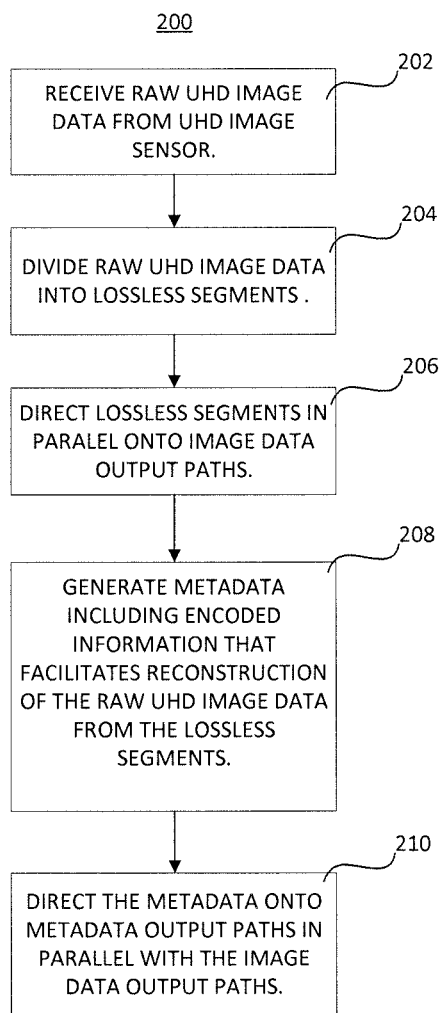 200
202
RECEIVE RAW UHD IMAGE
DATA FROM UHD IMAGE
SENSOR.
204
DIVIDE RAW UHD IMAGE DATA
INTO LOSSLESS SEGMENTS .
206
DIRECT LOSSLESS SEGMENTS IN
PARALEL ONTO IMAGE DATA
OUTPUT PATHS.
208
GENERATE METADATA
INCLUDING ENCODED
INFORMATION THAT
FACILITATES RECONSTRUCTION
OF THE RAW UHD IMAGE DATA
FROM THE LOSSLESS
SEGMENTS.
210
DIRECT THE METADATA ONTO
METADATA OUTPUT PATHS IN
PARALLEL WITH THE IMAGE
DATA OUTPUT PATHS.